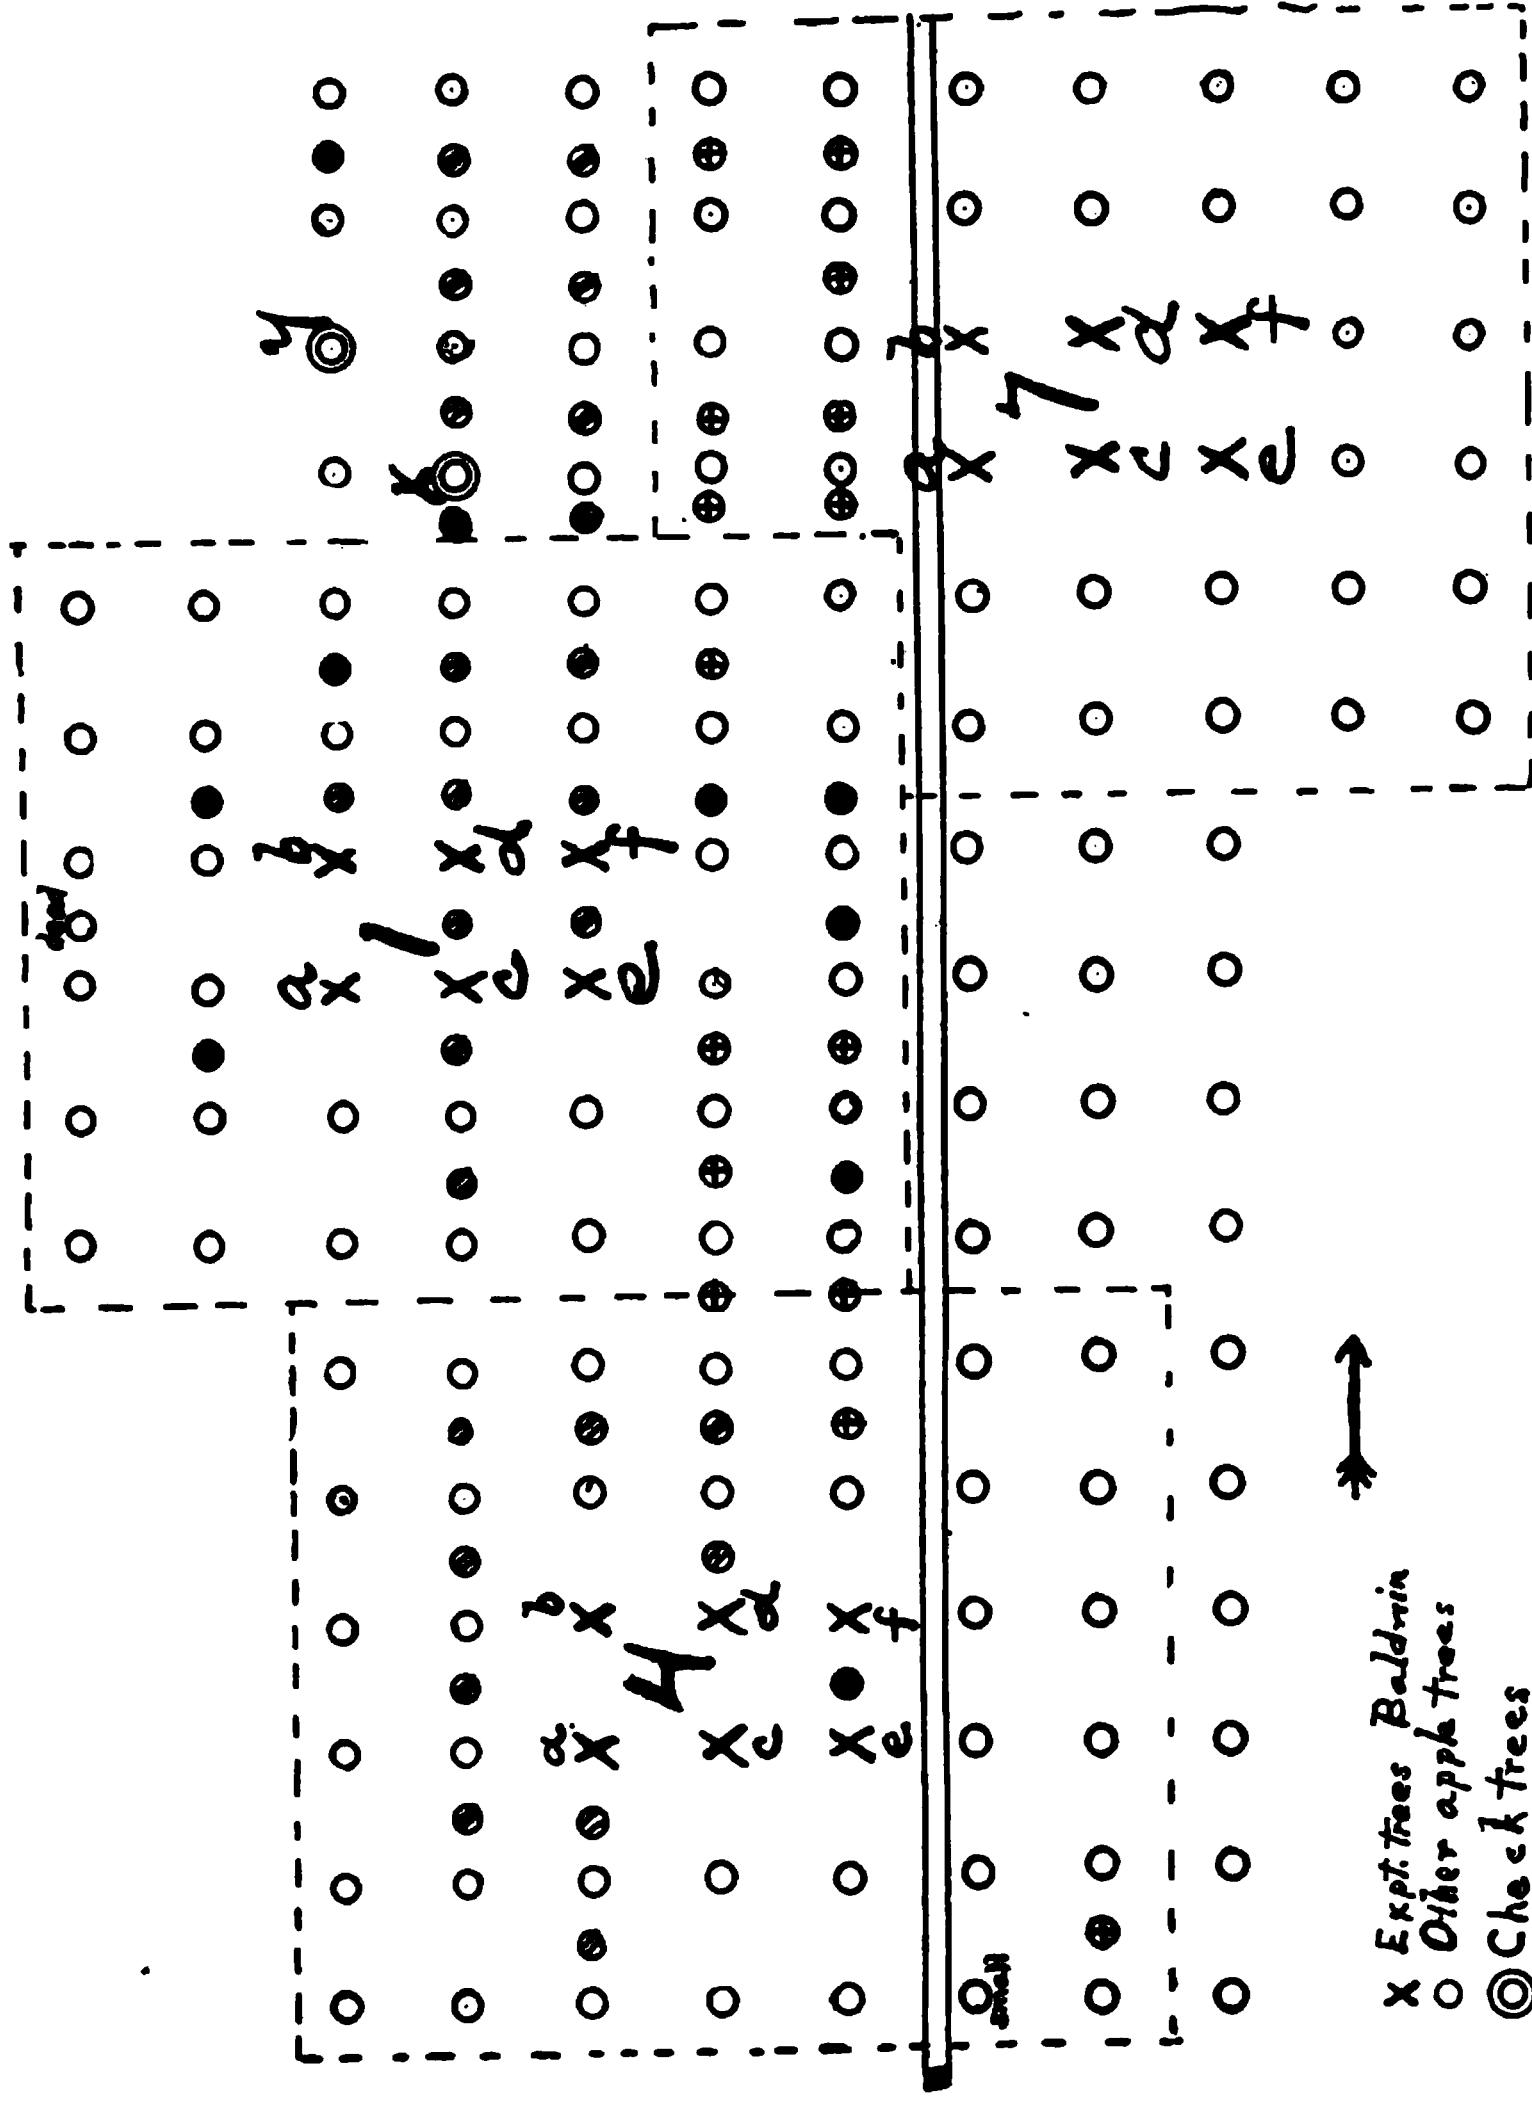 dead
a b
1
c d
e f
y
x
a b
4
c d
e f
a b
7
c d
e f
small
x Expt. trees Baldwin
Other apple trees
Check trees